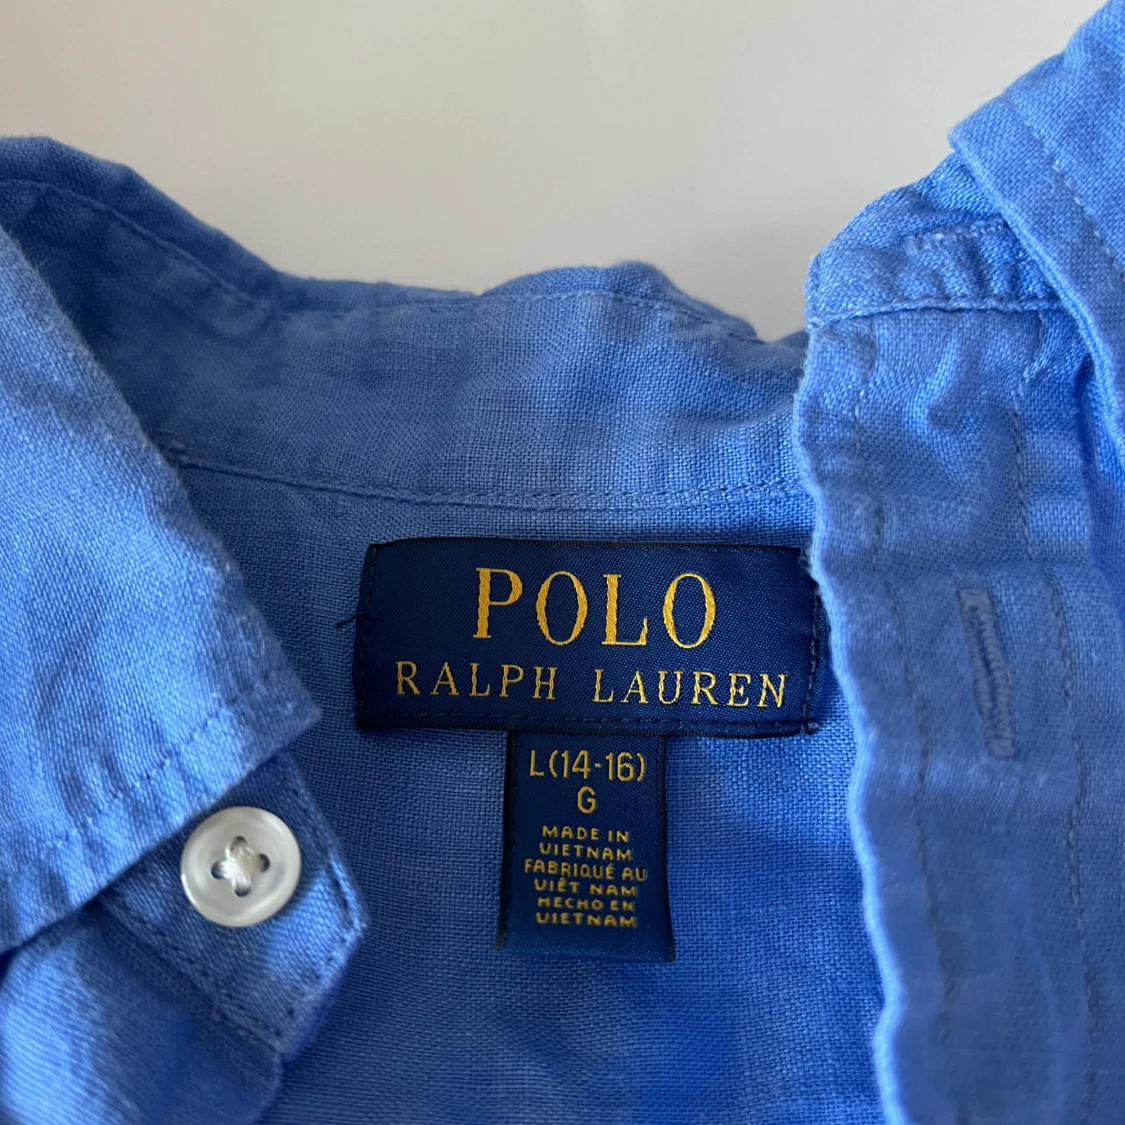 POLO
RALPH LAUREN
L(14-16)
G
MADE IN
VIETNAM
FABRIQUÉ AU
VIÊT NAM
HECHO EN
VIETNAM